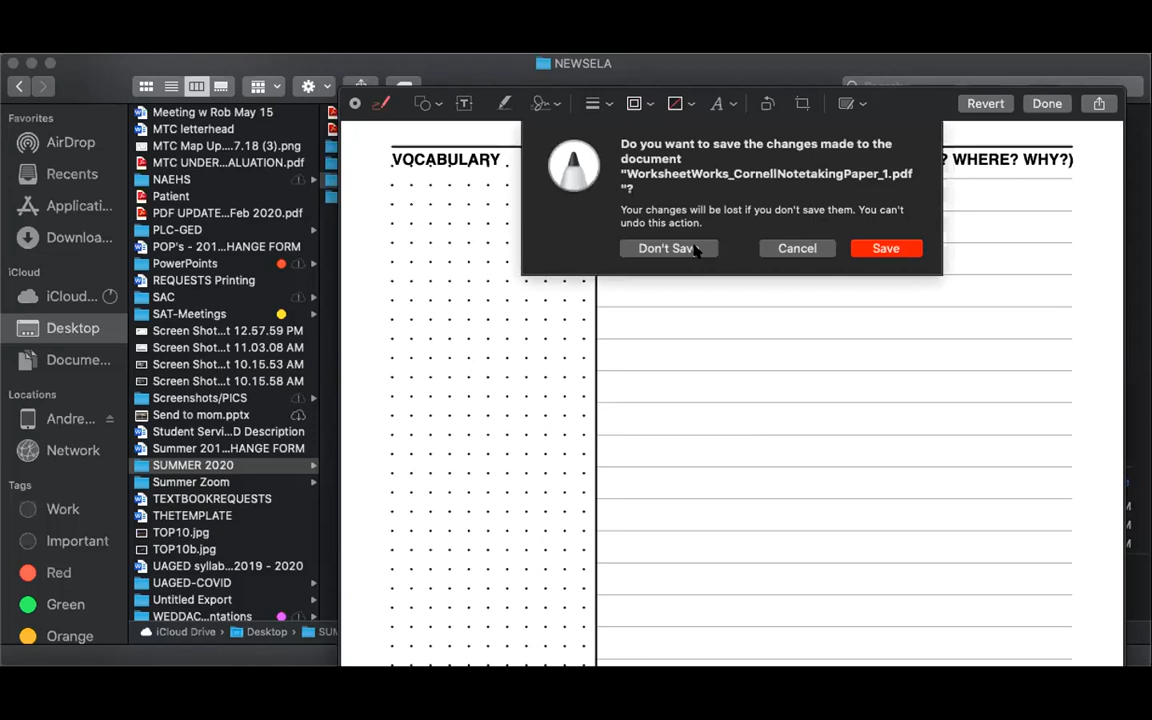 NEWSELA
Revert
Done
Favorites
AirDrop
Recents
Applicati...
Downloa...
iCloud
iCloud...
Desktop
Docume...
Locations
Andre...
Network
Tags
Work
Important
Red
Green
Orange
Meeting w Rob May 15
MTC letterhead
MTC Map Up....7.18 (3).png
MTC UNDER...ALUATION.pdf
NAEHS
Patient
PDF UPDATE...Feb 2020.pdf
PLC-GED
POP's - 201...HANGE FORM
PowerPoints
REQUESTS Printing
SAC
SAT-Meetings
Screen Shot...t 12.57.59 PM
Screen Shot...t 11.03.08 AM
Screen Shot...t 10.15.53 AM
Screen Shot...t 10.15.58 AM
Screenshots/PICS
Send to mom.pptx
Student Servi...D Description
Summer 201...HANGE FORM
SUMMER 2020
Summer Zoom
TEXTBOOKREQUESTS
THETEMPLATE
TOP10.jpg
TOP10b.jpg
UAGED syllab...2019 - 2020
UAGED-COVID
Untitled Export
WEDDAC...ntations
iCloud Drive › Desktop › SUM
VOCABULARY
? WHERE? WHY?)
Do you want to save the changes made to the
document
"WorksheetWorks_CornellNotetakingPaper_1.pdf
"?
Your changes will be lost if you don't save them. You can't
undo this action.
Don't Save
Cancel
Save